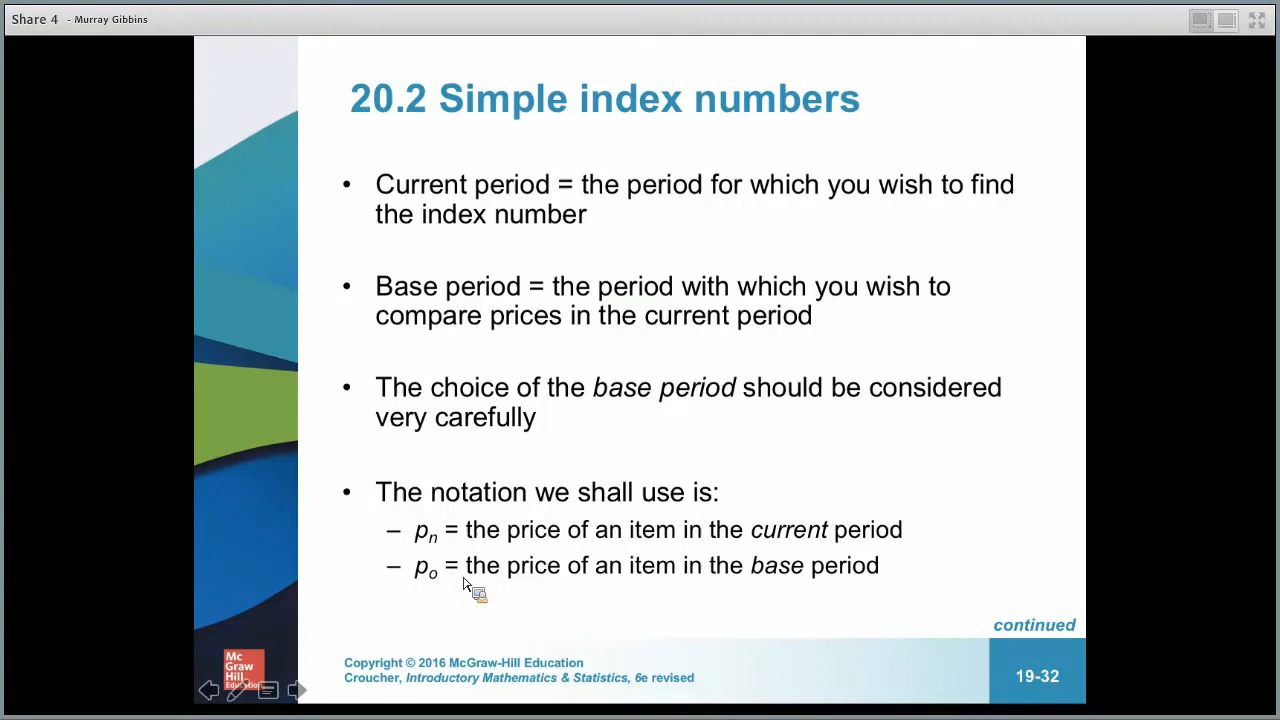 Share 4 - Murray Gibbins
20.2 Simple index numbers
• Current period = the period for which you wish to find
the index number
• Base period = the period with which you wish to
compare prices in the current period
• The choice of the base period should be considered
very carefully
• The notation we shall use is:
– pn = the price of an item in the current period
– po = the price of an item in the base period
continued
Mc
Graw
Hill
Education
Copyright © 2016 McGraw-Hill Education
Croucher, Introductory Mathematics & Statistics, 6e revised
19-32